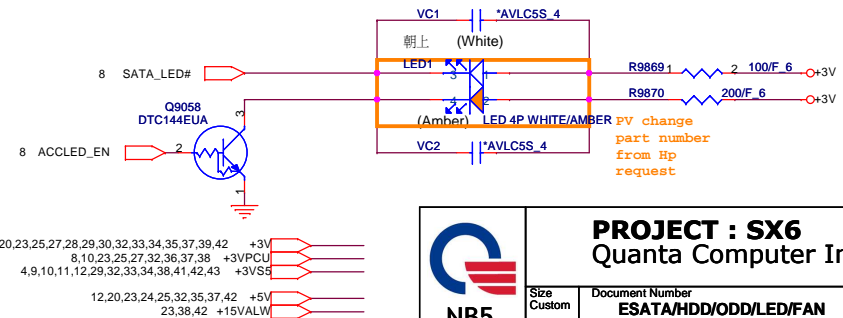 VC1 *AVLC5S_4
朝上 (White)
8 SATA_LED# LED1 3 1 R9869 1 2 100/F_6 +3V
4 2 R9870 200/F_6 +3V
Q9058
DTC144EUA
3
(Amber) LED 4P WHITE/AMBER
PV change
part number
from Hp
request
8 ACCLED_EN 2
VC2 *AVLC5S_4
1
20,23,25,27,28,29,30,32,33,34,35,37,39,42 +3V
8,10,23,25,27,32,36,37,38 +3VPCU
4,9,10,11,12,29,32,33,34,38,41,42,43 +3VS5
12,20,23,24,25,32,35,37,42 +5V
23,38,42 +15VALW
PROJECT : SX6
Quanta Computer In
NB5
Size
Custom
Document Number
ESATA/HDD/ODD/LED/FAN